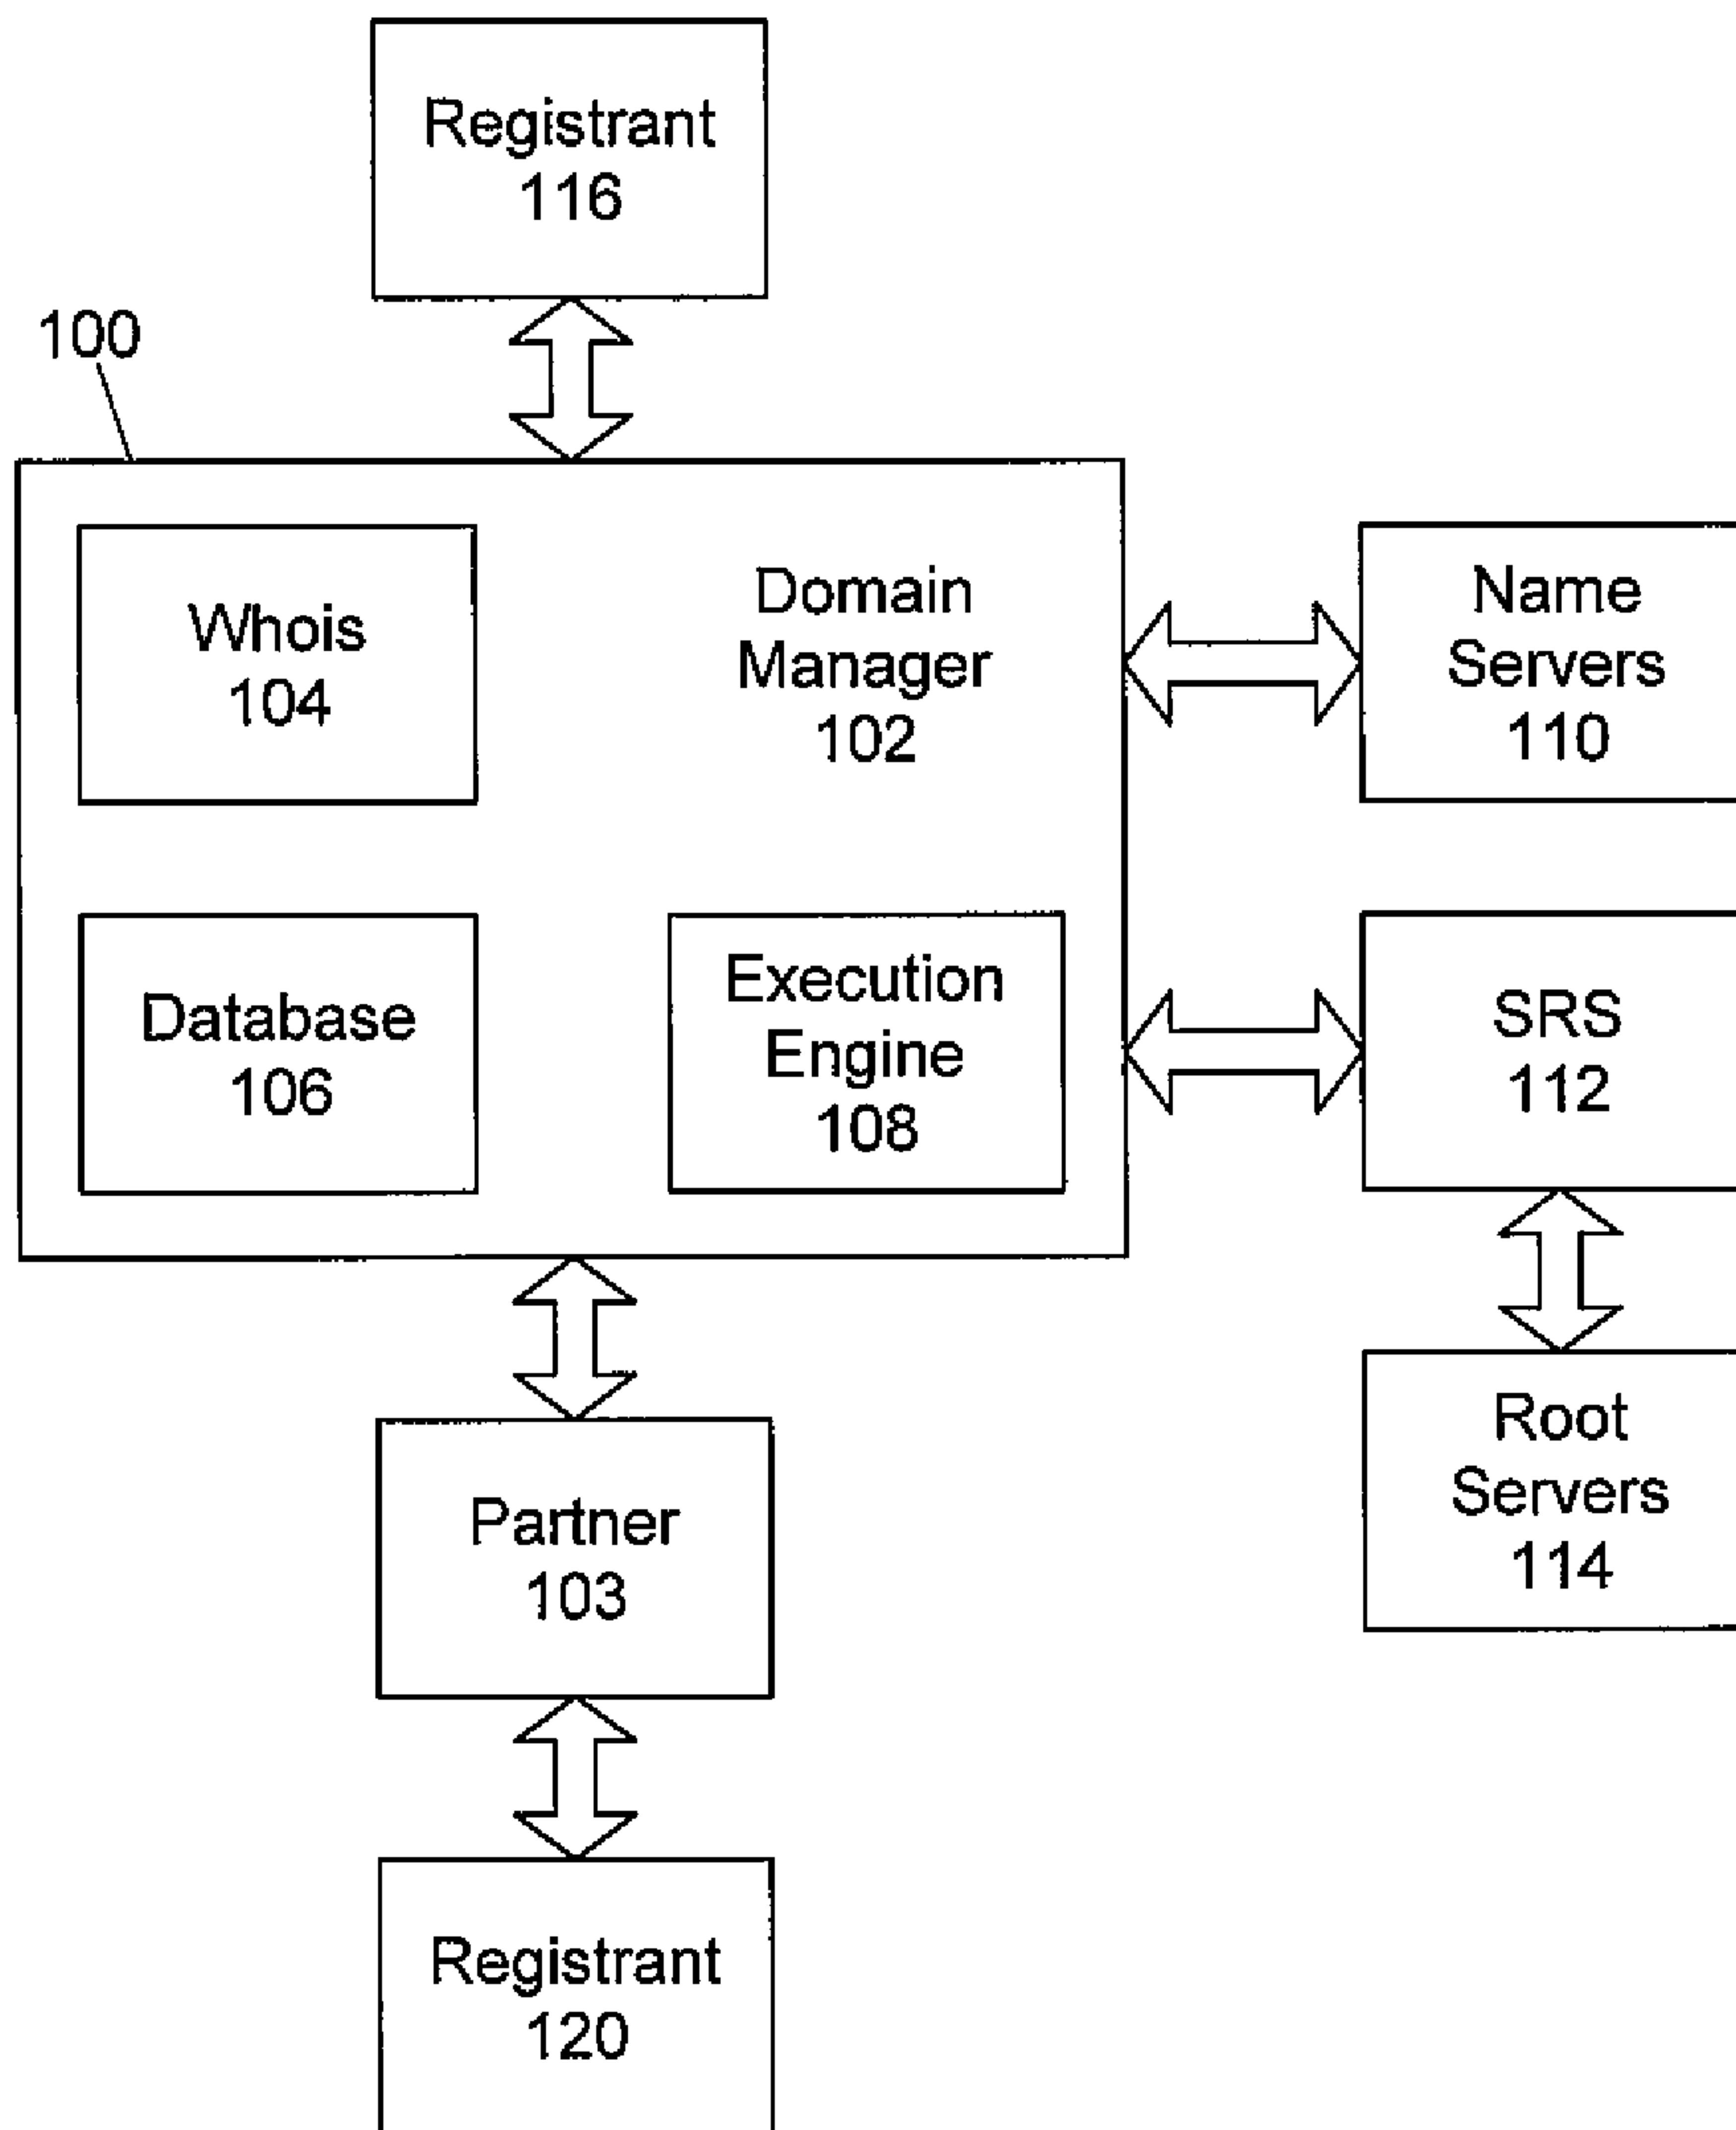 Registrant
116
100
Whois
104
Domain
Manager
102
Name
Servers
110
Database
106
Execution
Engine
108
SRS
112
Root
Servers
114
Partner
103
Registrant
120